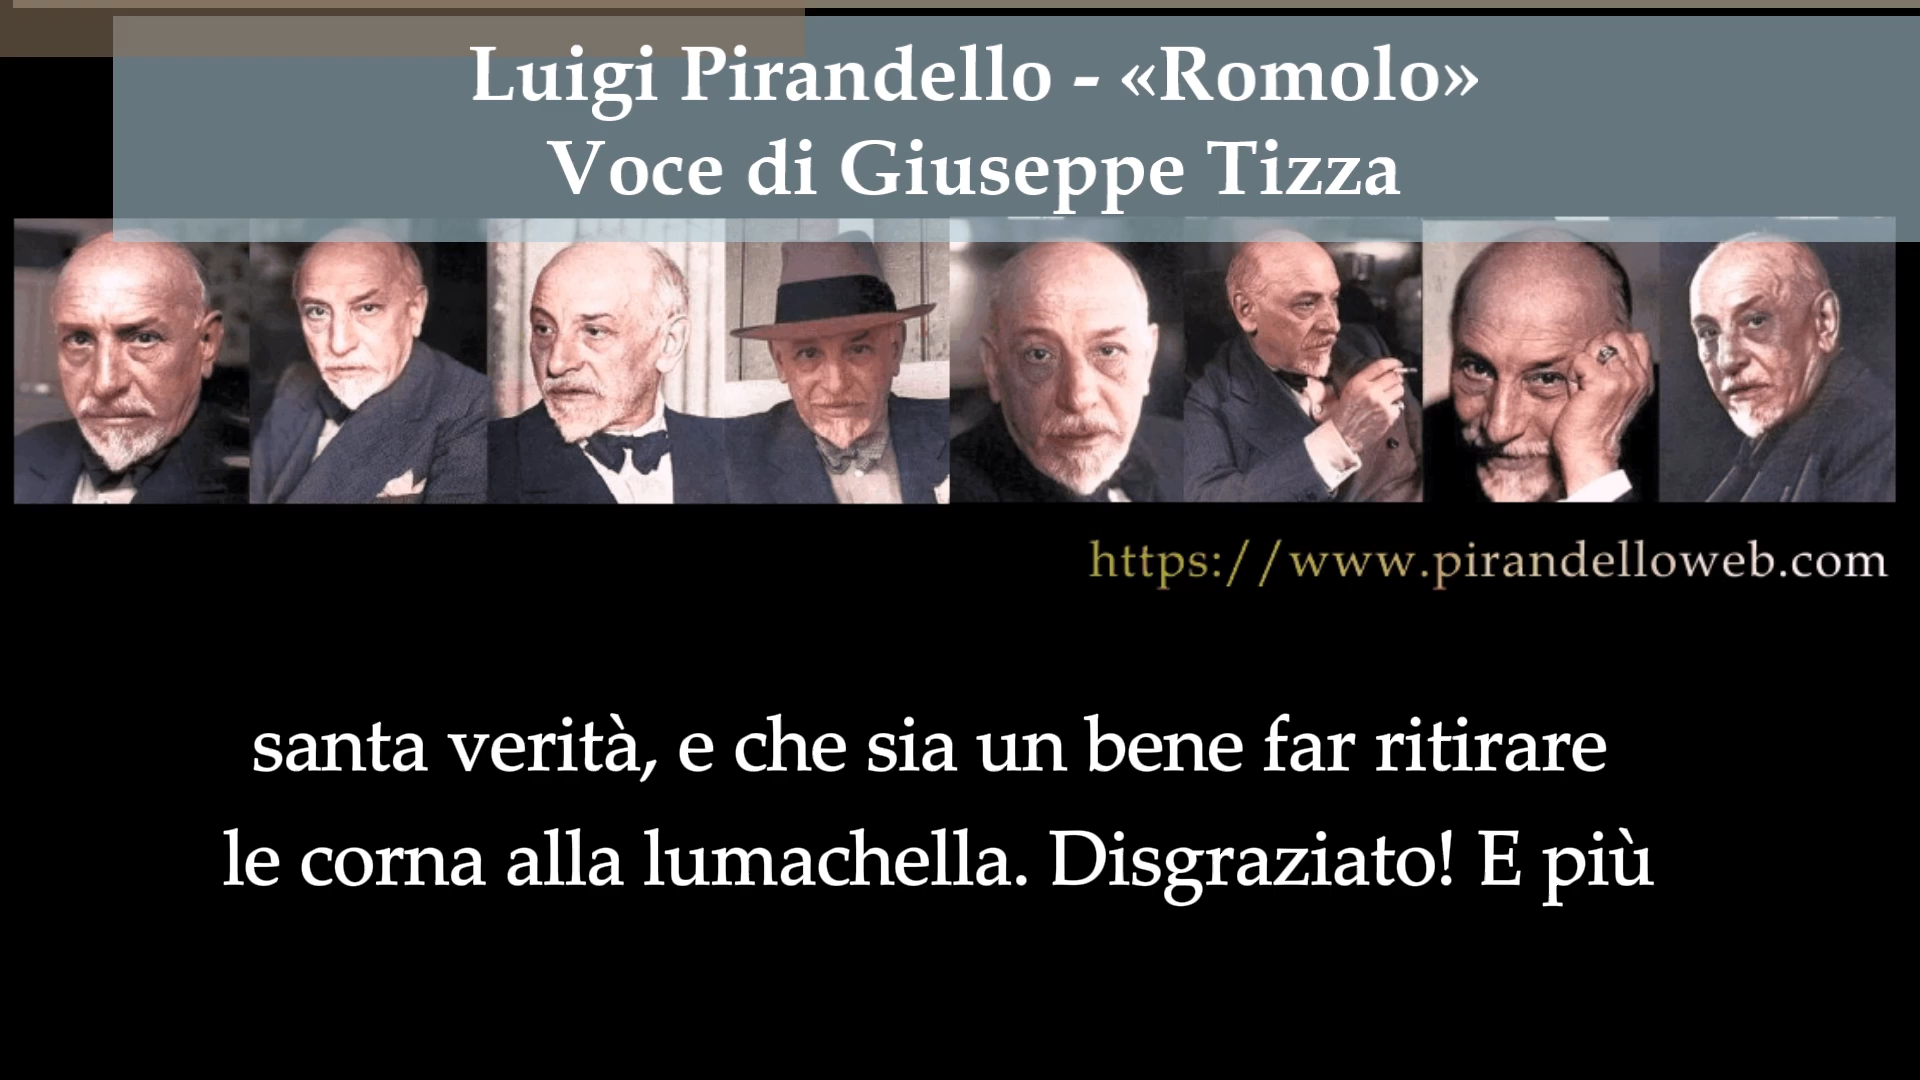 Luigi Pirandello - «Romolo»
Voce di Giuseppe Tizza
https://www.pirandelloweb.com
santa verità, e che sia un bene far ritirare
le corna alla lumachella. Disgraziato! E più